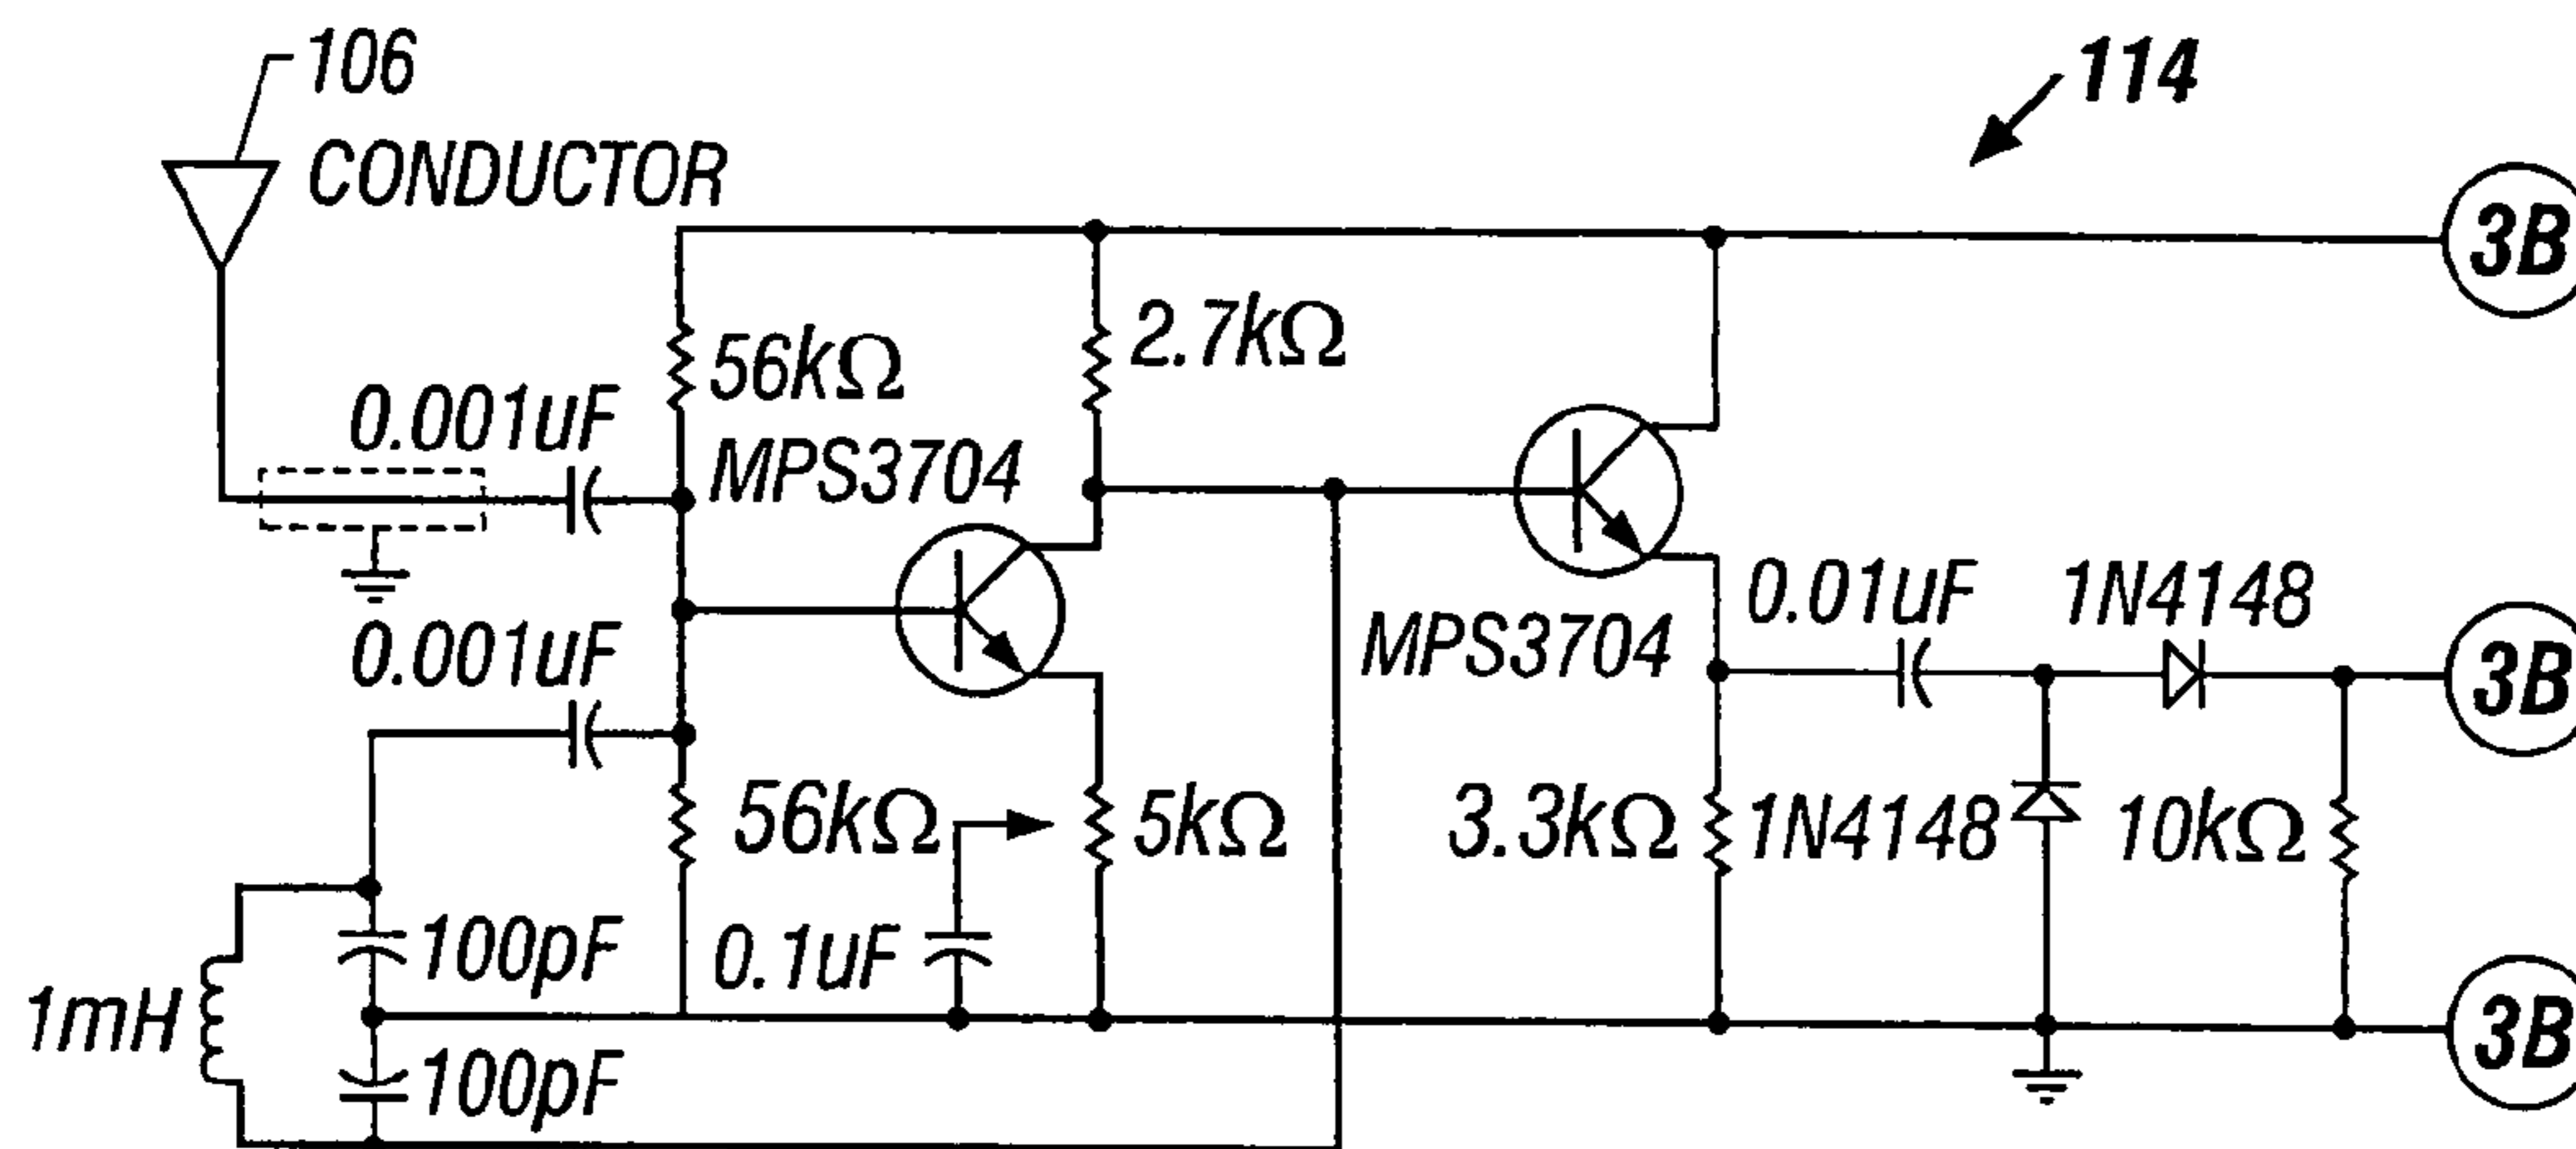 106
CONDUCTOR
114
3B
56kΩ
2.7kΩ
0.001uF
MPS3704
0.001uF
MPS3704
0.01uF
1N4148
3B
56kΩ
5kΩ
3.3kΩ
1N4148
10kΩ
100pF
0.1uF
1mH
100pF
3B